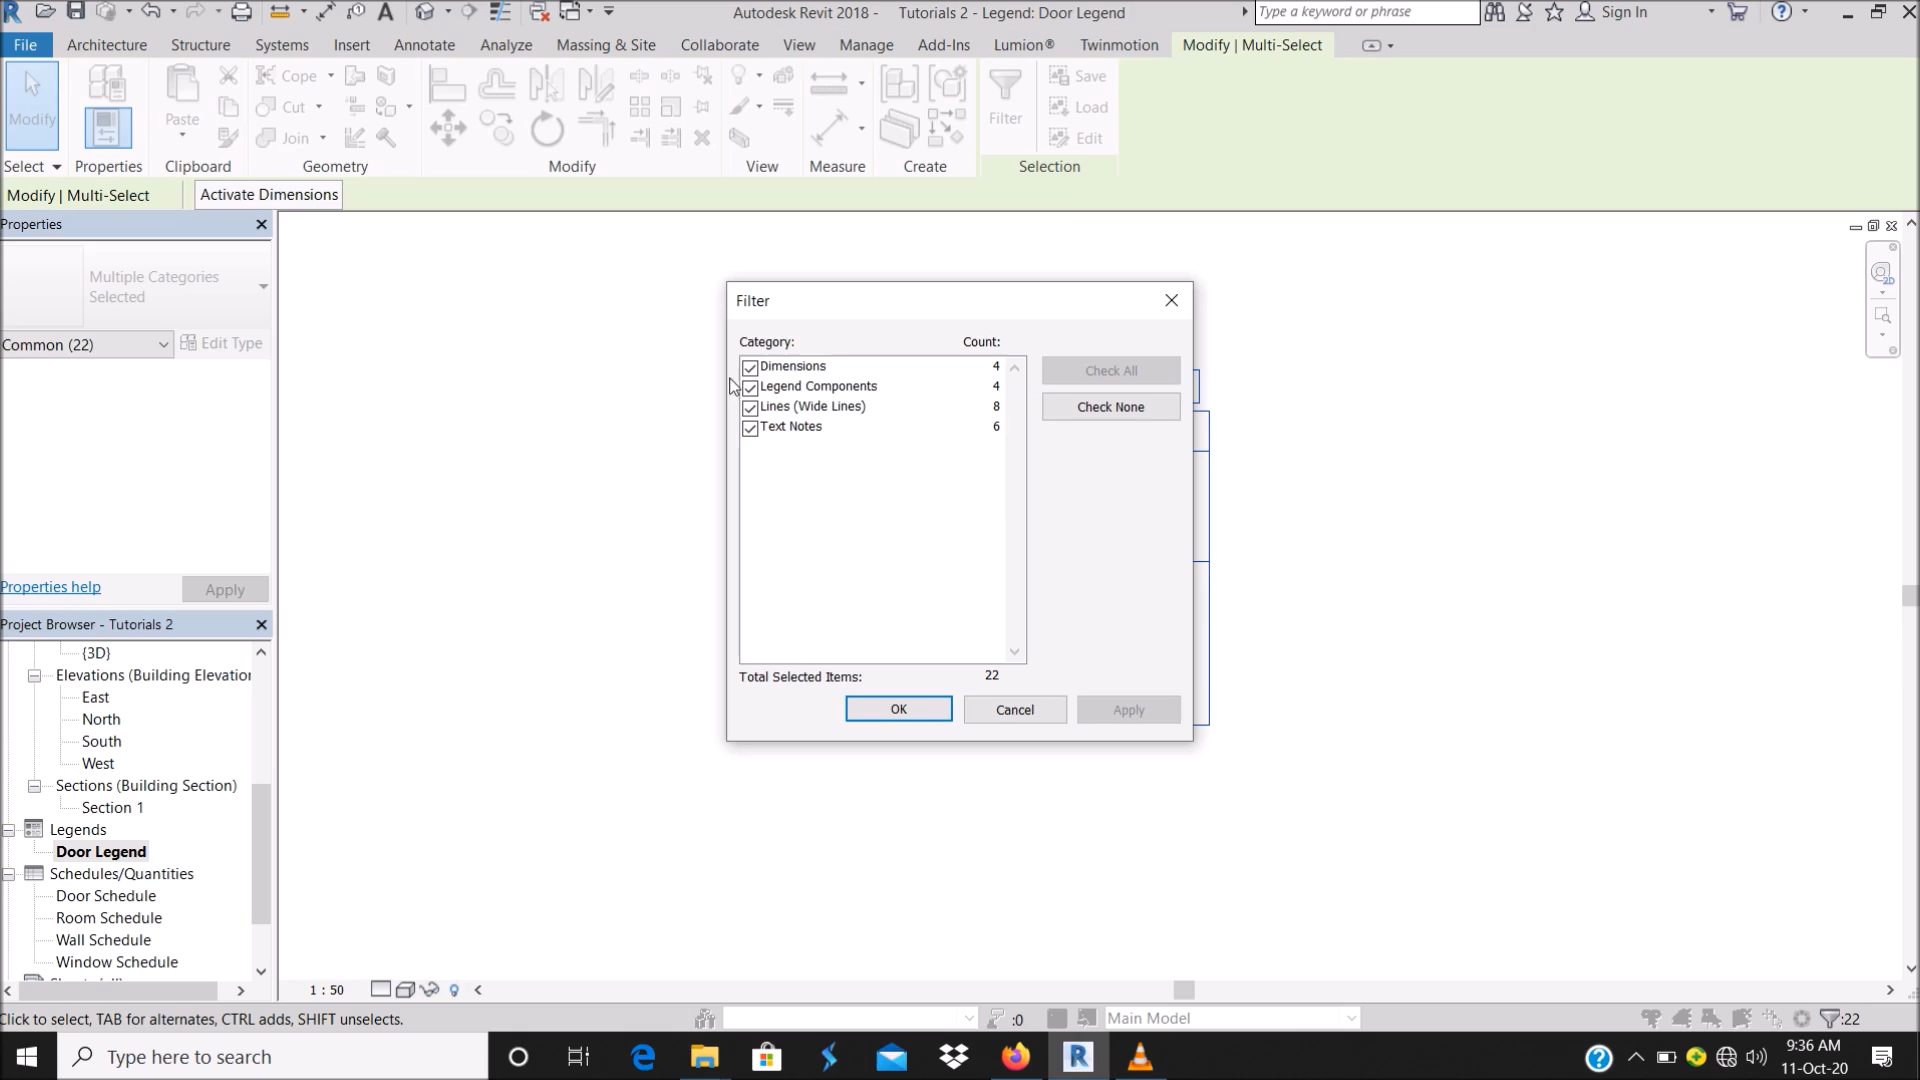 Autodesk Revit 2018 - Tutorials 2 - Legend: Door Legend
Type a keyword or phrase
Sign In
File Architecture Structure Systems Insert Annotate Analyze Massing & Site Collaborate View Manage Add-Ins Lumion® Twinmotion Modify | Multi-Select
Modify
Paste
Cope
Cut
Join
Filter
Save
Load
Edit
Select Properties Clipboard Geometry Modify View Measure Create Selection
Modify | Multi-Select
Activate Dimensions
Properties
Multiple Categories
Selected
Common (22)
Edit Type
Properties help
Apply
Project Browser - Tutorials 2
{3D}
Elevations (Building Elevation
East
North
South
West
Sections (Building Section)
Section 1
Legends
Door Legend
Schedules/Quantities
Door Schedule
Room Schedule
Wall Schedule
Window Schedule
Filter
Category: Count:
Dimensions 4
Legend Components 4
Lines (Wide Lines) 8
Text Notes 6
Check All
Check None
Total Selected Items: 22
OK
Cancel
Apply
2D
1 : 50
Click to select, TAB for alternates, CTRL adds, SHIFT unselects.
:0
Main Model
:22
Type here to search
9:36 AM
11-Oct-20